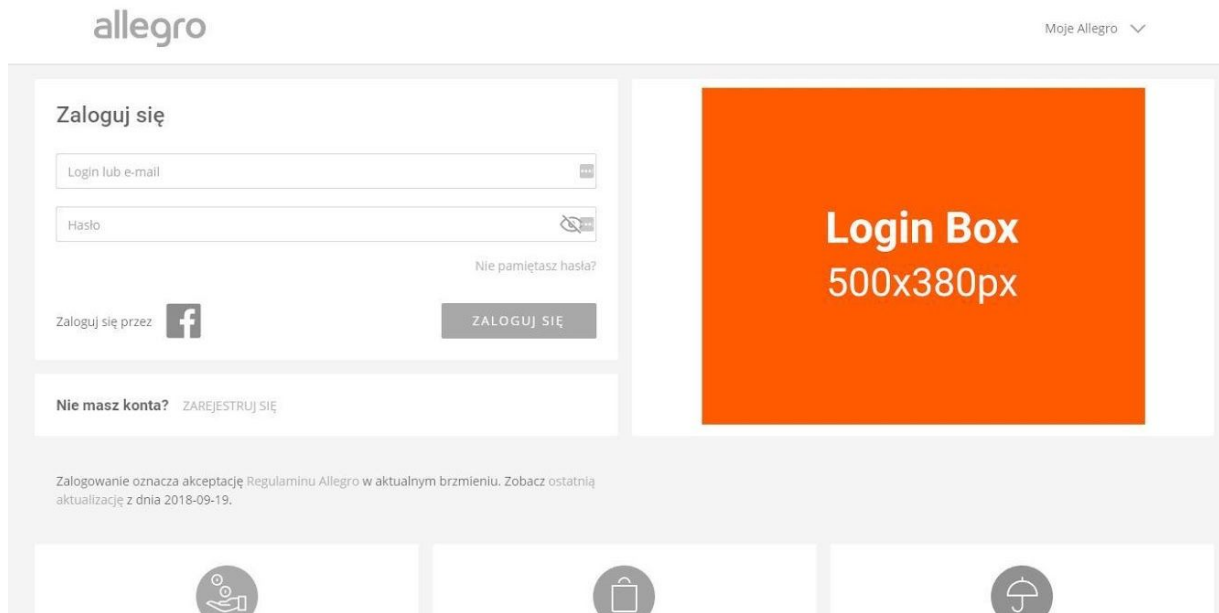 allegro
Moje Allegro
Zaloguj się
Login lub e-mail
Hasło
Nie pamiętasz hasła?
Zaloguj się przez
ZALOGUJ SIĘ
Nie masz konta? ZAREJESTRUJ SIĘ
Zalogowanie oznacza akceptację Regulaminu Allegro w aktualnym brzmieniu. Zobacz ostatnią
aktualizację z dnia 2018-09-19.
Login Box
500x380px